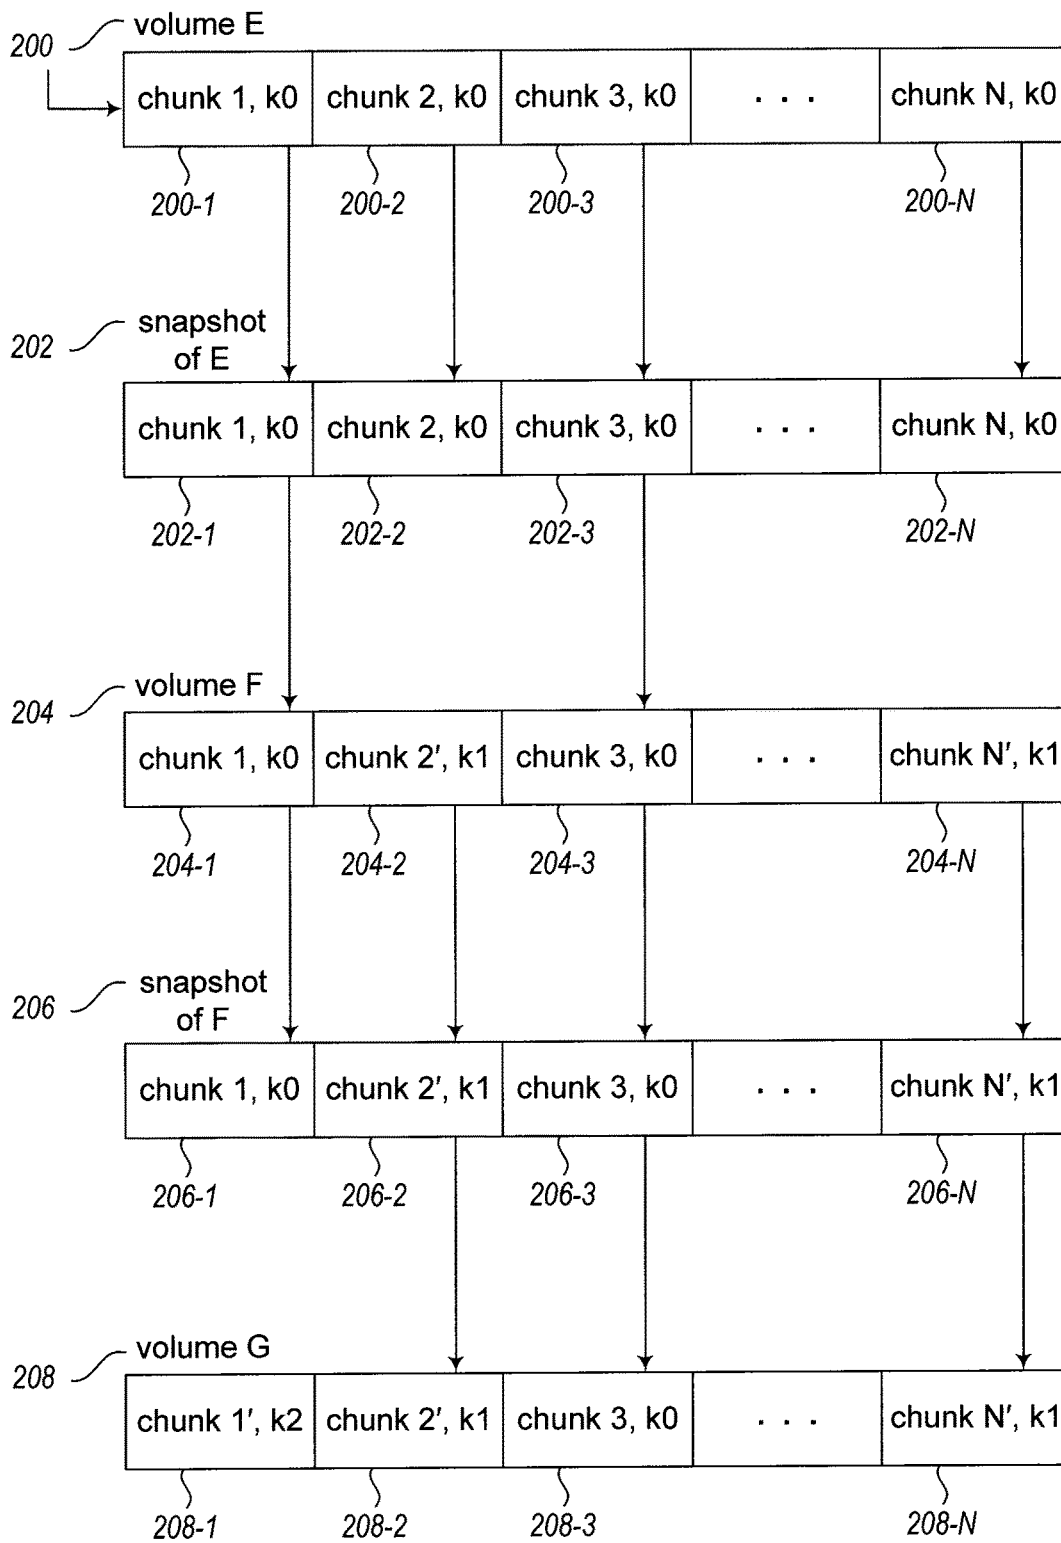 200 volume E
chunk 1, k0 chunk 2, k0 chunk 3, k0 . . . chunk N, k0
200-1 200-2 200-3 200-N
202 snapshot
of E
chunk 1, k0 chunk 2, k0 chunk 3, k0 . . . chunk N, k0
202-1 202-2 202-3 202-N
204 volume F
chunk 1, k0 chunk 2′, k1 chunk 3, k0 . . . chunk N′, k1
204-1 204-2 204-3 204-N
206 snapshot
of F
chunk 1, k0 chunk 2′, k1 chunk 3, k0 . . . chunk N′, k1
206-1 206-2 206-3 206-N
208 volume G
chunk 1′, k2 chunk 2′, k1 chunk 3, k0 . . . chunk N′, k1
208-1 208-2 208-3 208-N